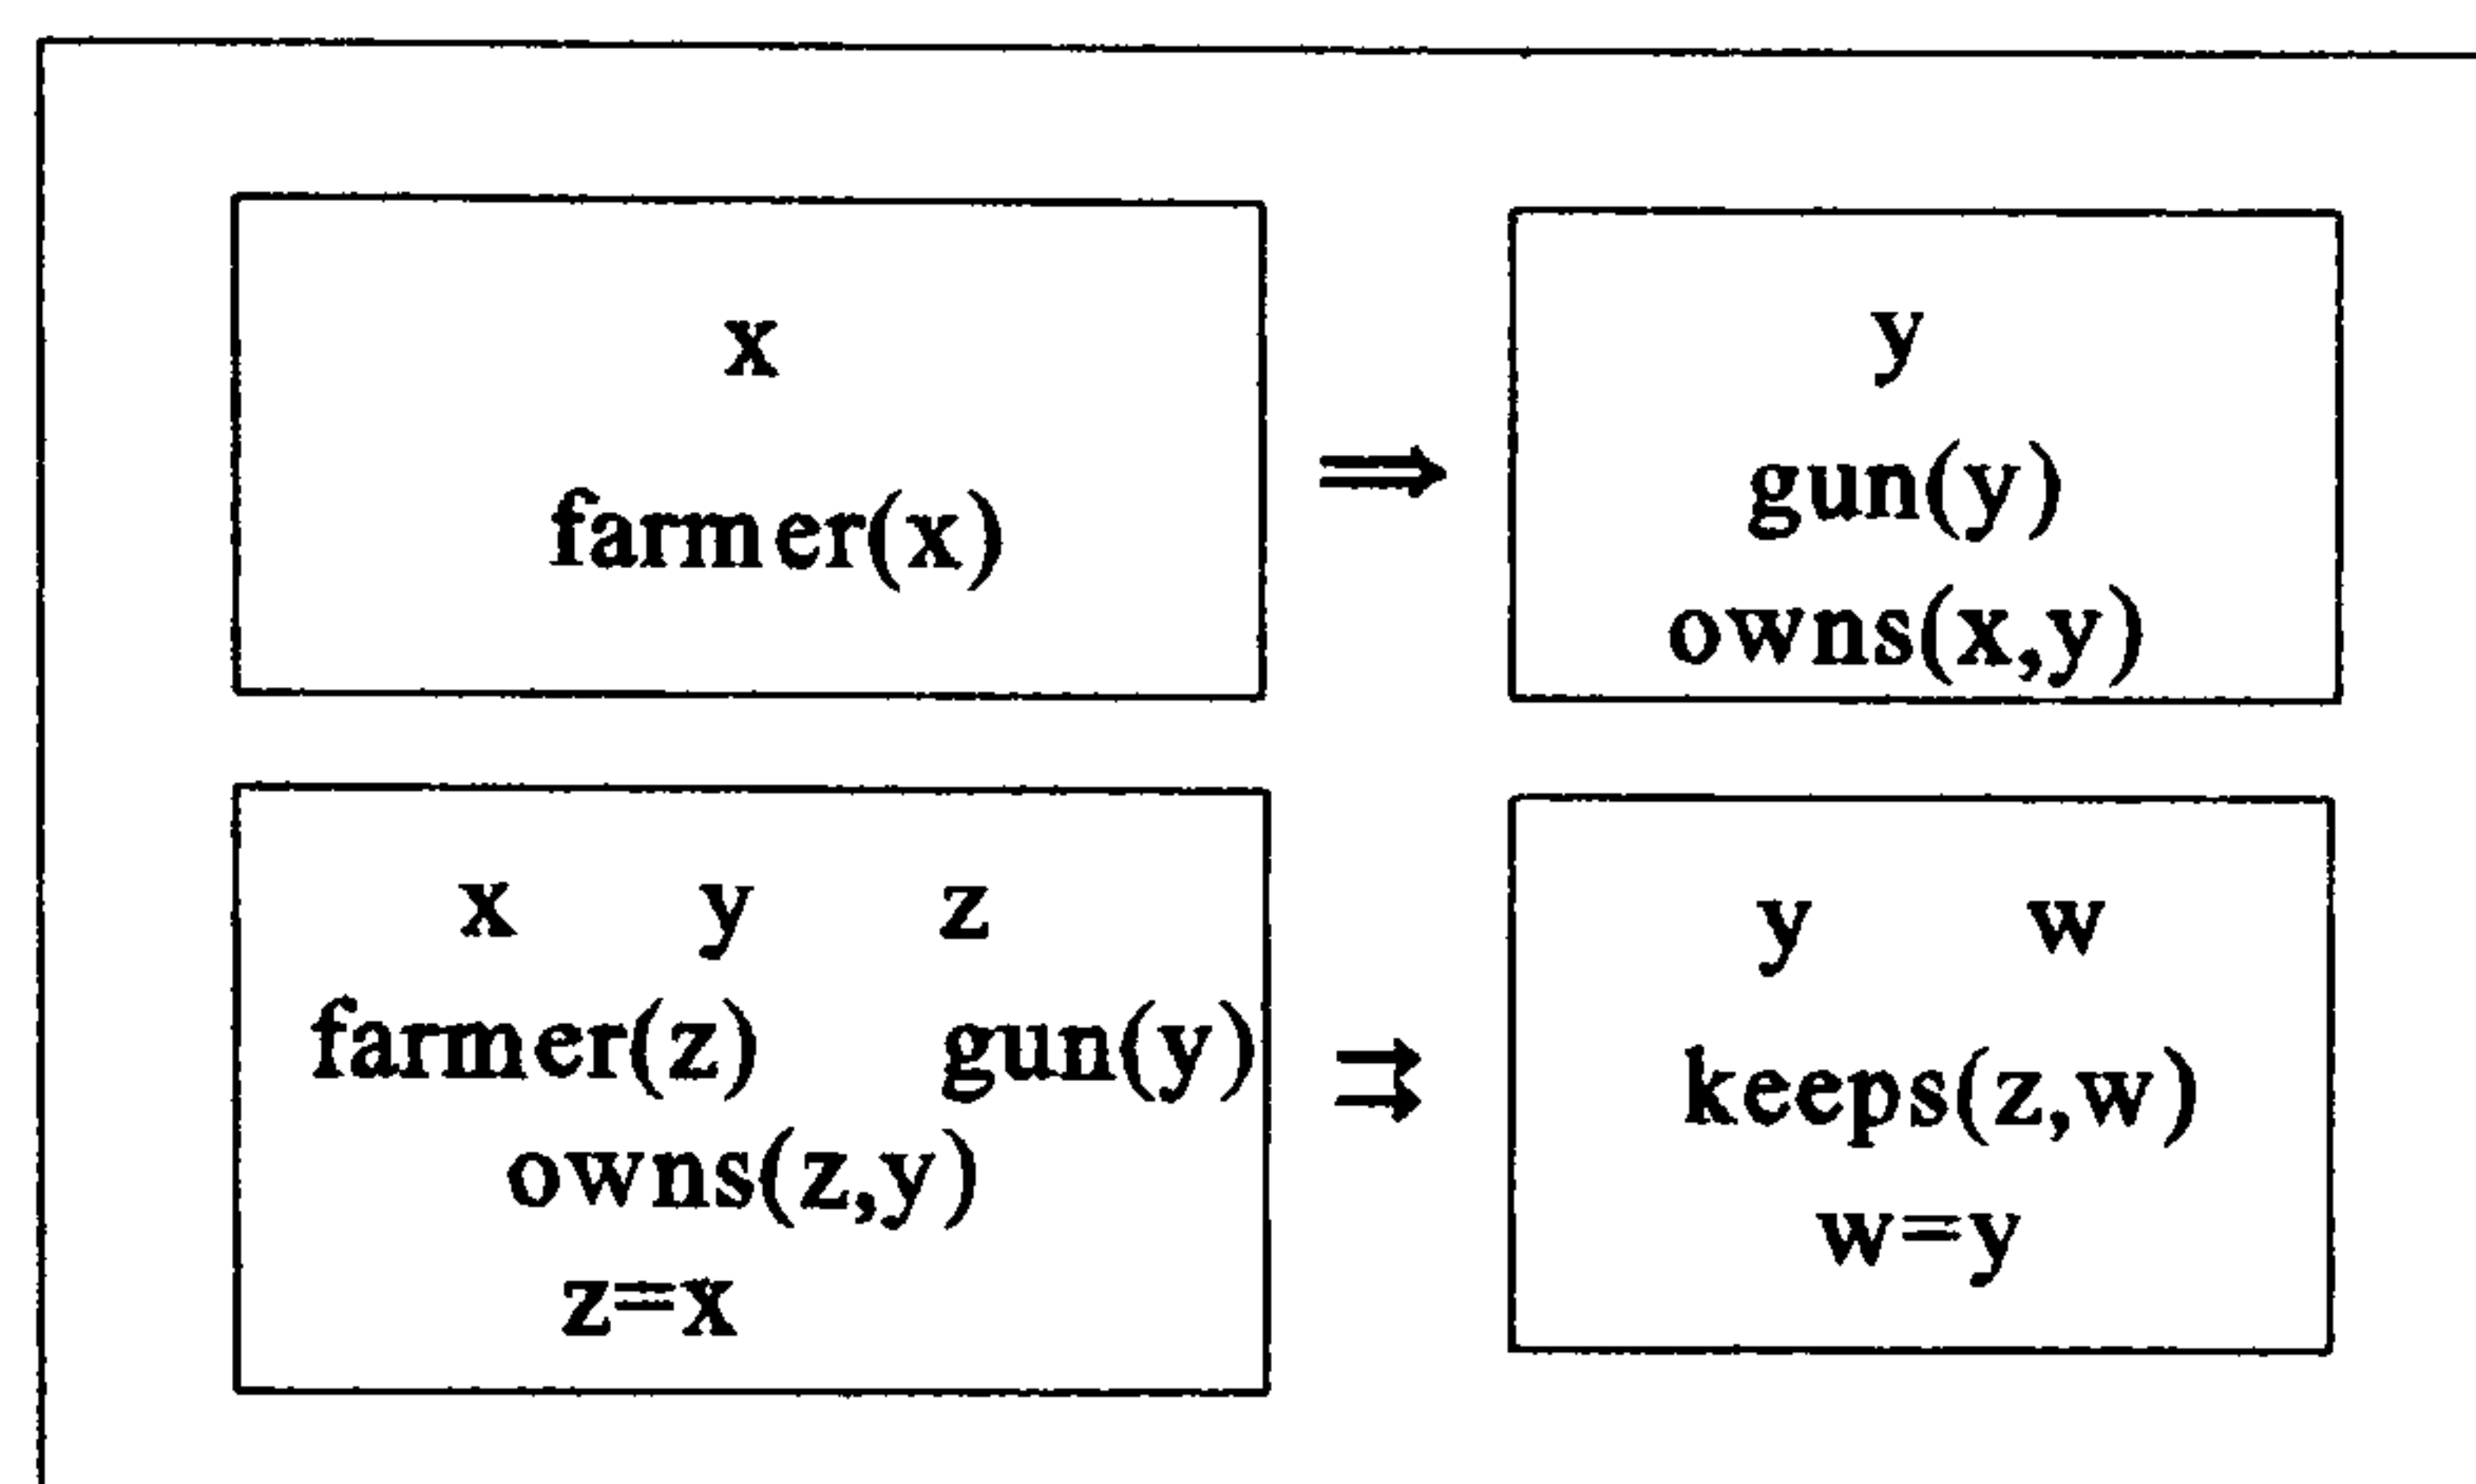 x
farmer(x)
⇒
y
gun(y)
owns(x,y)
x y z
farmer(z) gun(y)
owns(z,y)
z=x
⇉
y w
keeps(z,w)
w=y